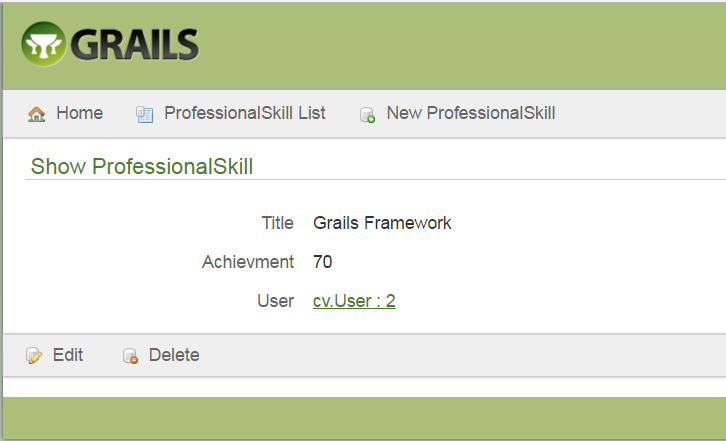 GRAILS
Home ProfessionalSkill List New ProfessionalSkill
Show ProfessionalSkill
Title Grails Framework
Achievment 70
User cv.User : 2
Edit Delete